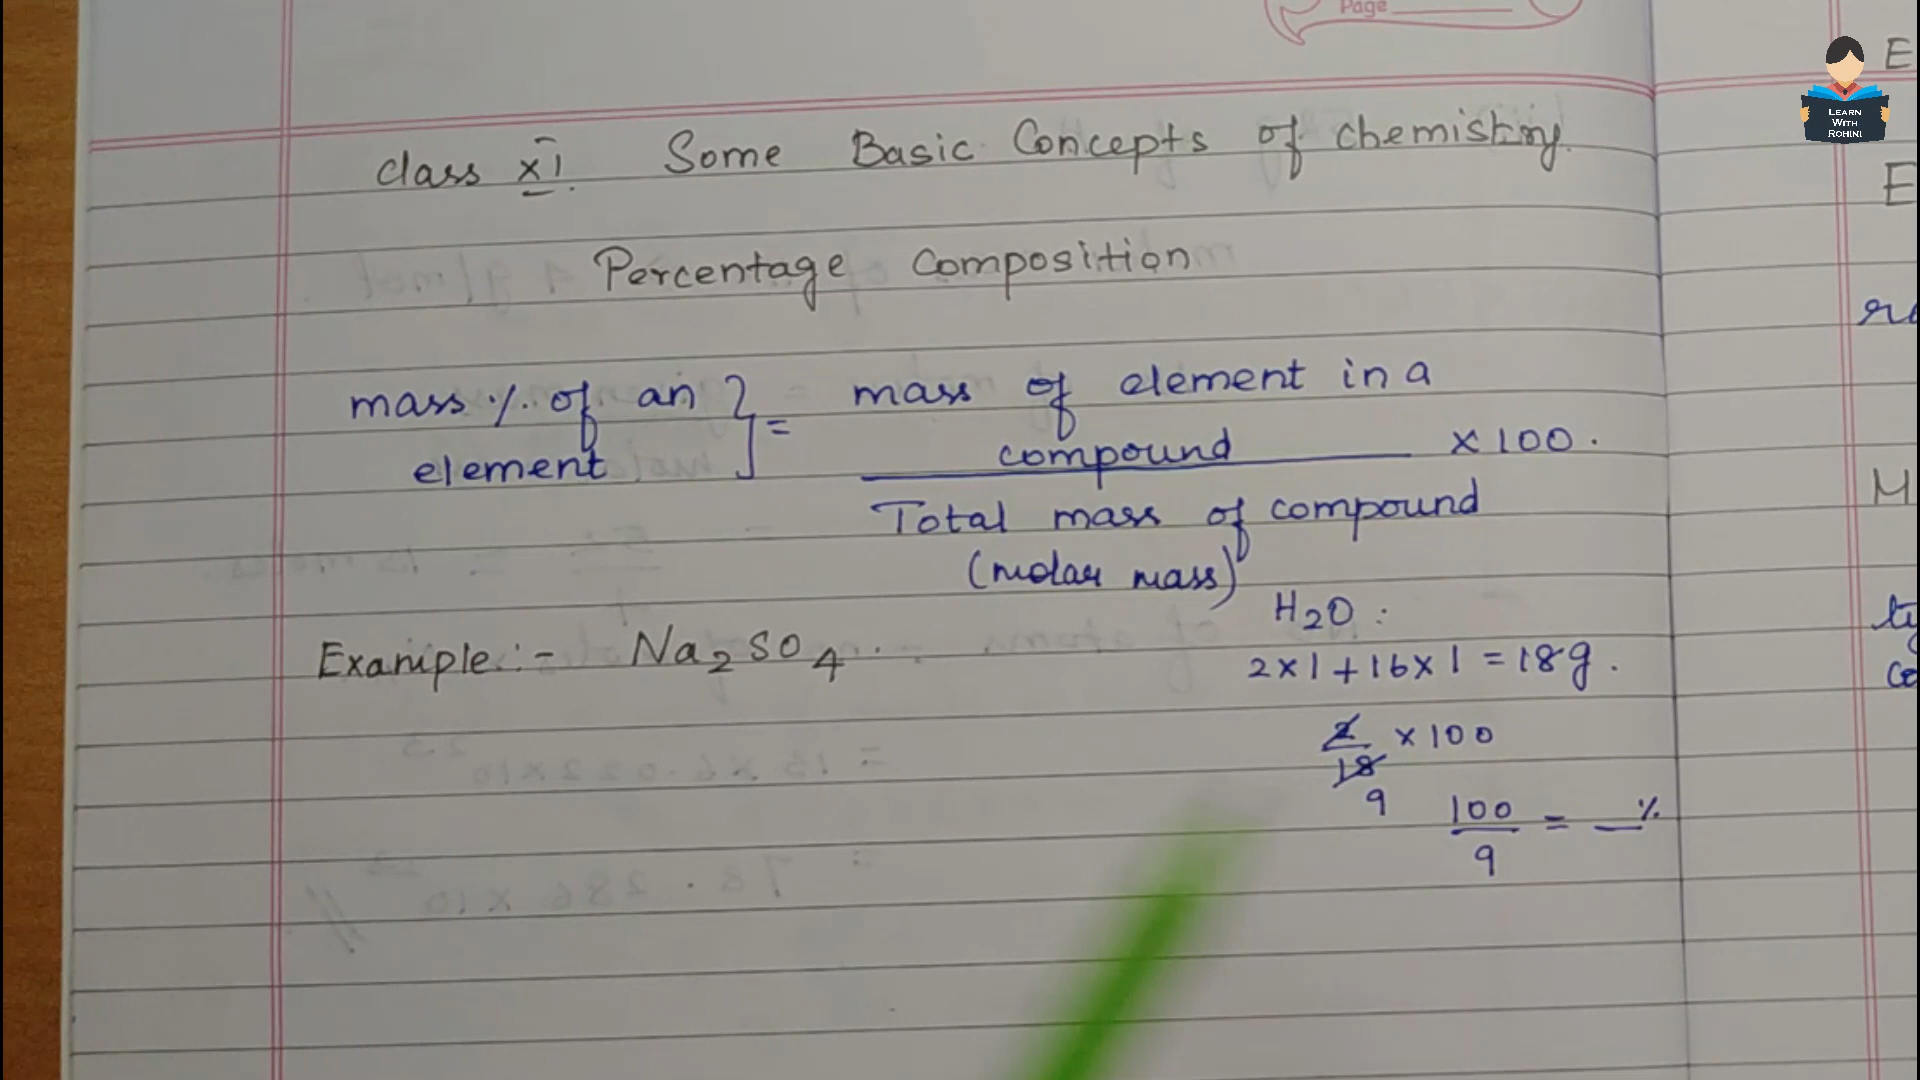 Page
LEARN
WITH
ROHINI
E
class XI Some Basic Concepts of chemistry.
E
Percentage Composition
mass % of an } = mass of element in a
element compound × 100.
Total mass of compound
(molar mass)
M
H2O :
Example :- Na2SO4. 2×1+16×1=18g.
2/18 × 100
9
100/9 = __%